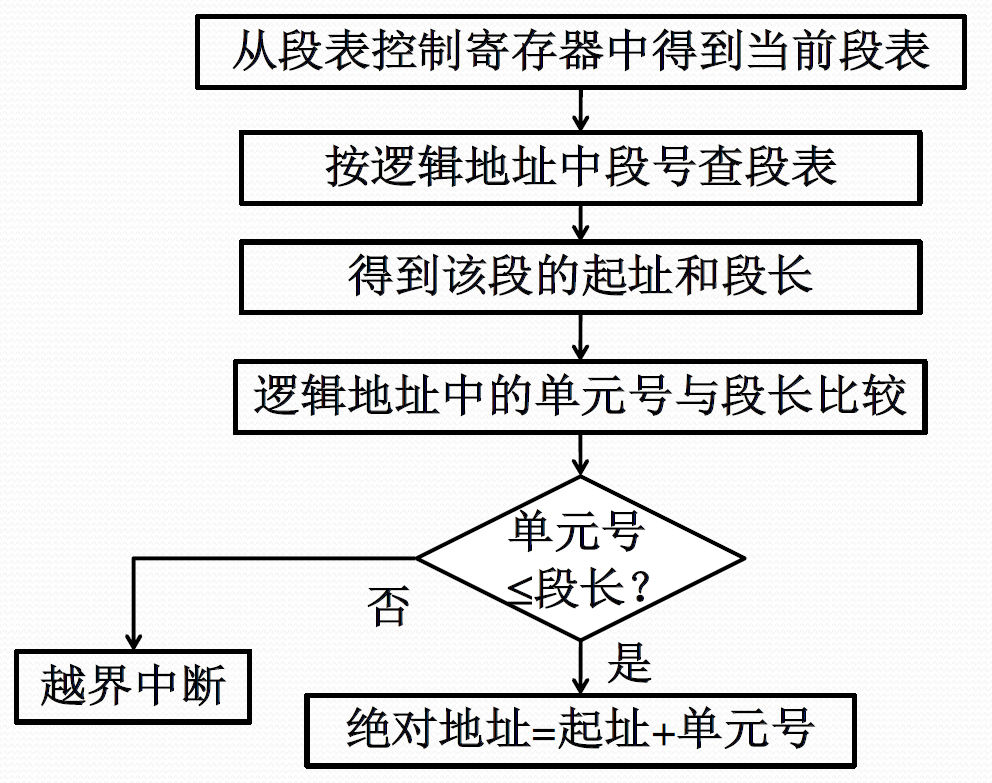 从段表控制寄存器中得到当前段表
按逻辑地址中段号查段表
得到该段的起址和段长
逻辑地址中的单元号与段长比较
单元号
≤段长？
否
是
越界中断
绝对地址=起址+单元号